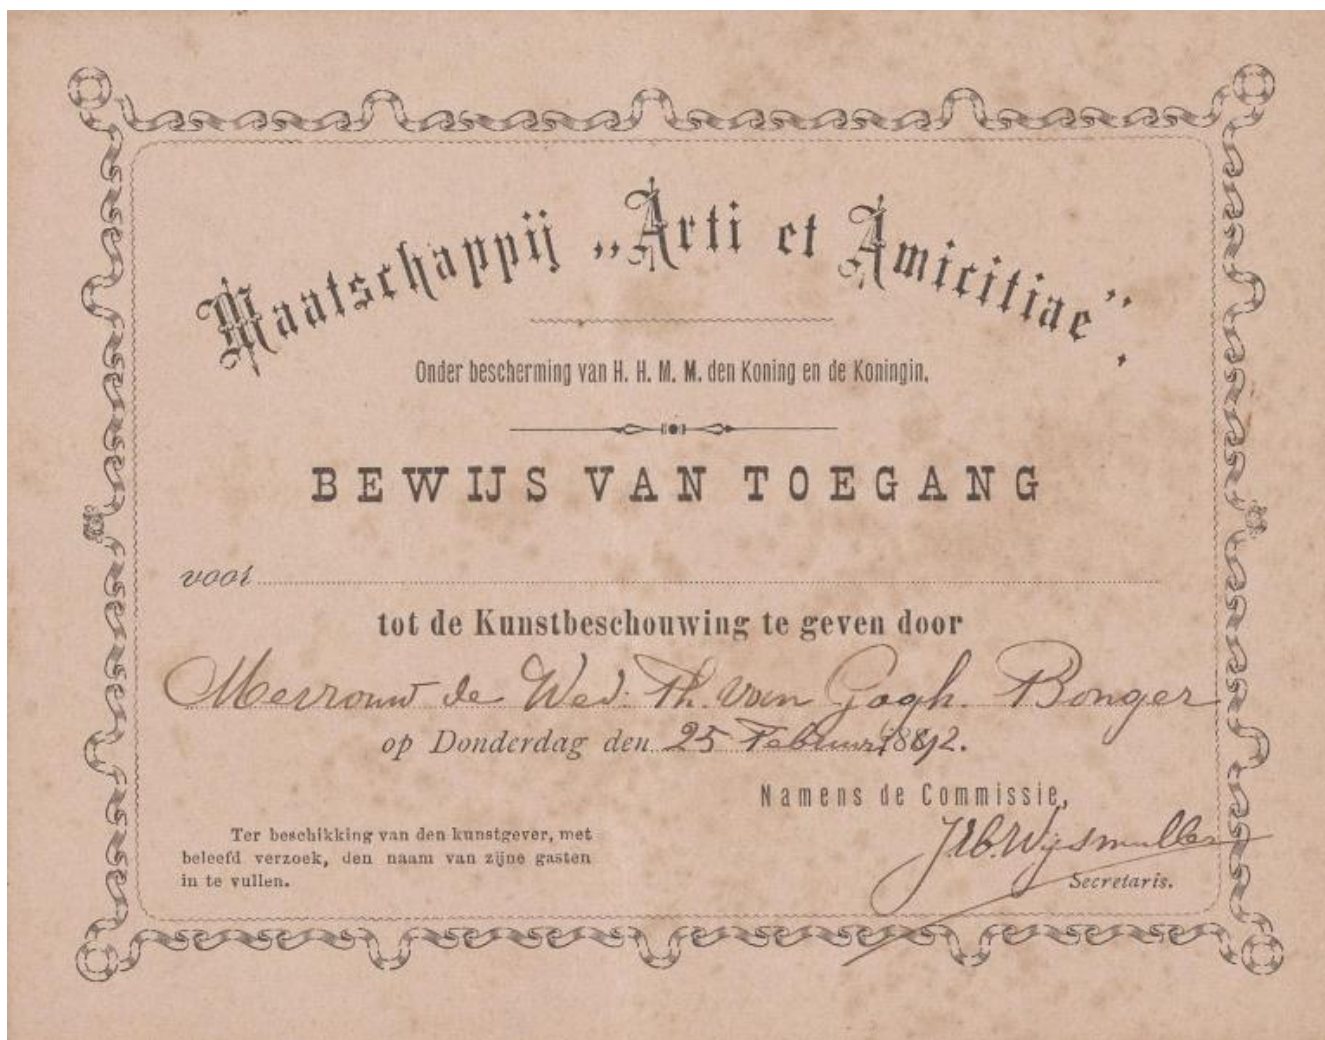 Maatschappij „Arti et Amicitiae”.
Onder bescherming van H. H. M. M. den Koning en de Koningin.
BEWIJS VAN TOEGANG
voor
tot de Kunstbeschouwing te geven door
Mevrouw de Wed. Th. van Gogh. Bonger
op Donderdag den 25 Februari 1892.
Namens de Commissie,
Ter beschikking van den kunstgever, met
beleefd verzoek, den naam van zijne gasten
in te vullen.
Wijsmuller
Secretaris.